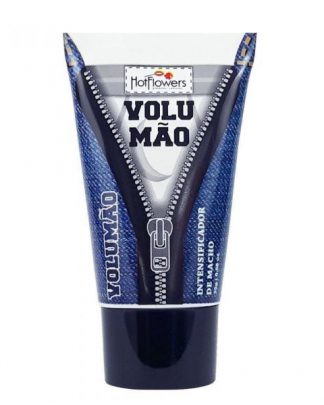 HotFlowers
VOLU
MÃO
VOLUMÃO
INTENSIFICADOR
DE MACHO